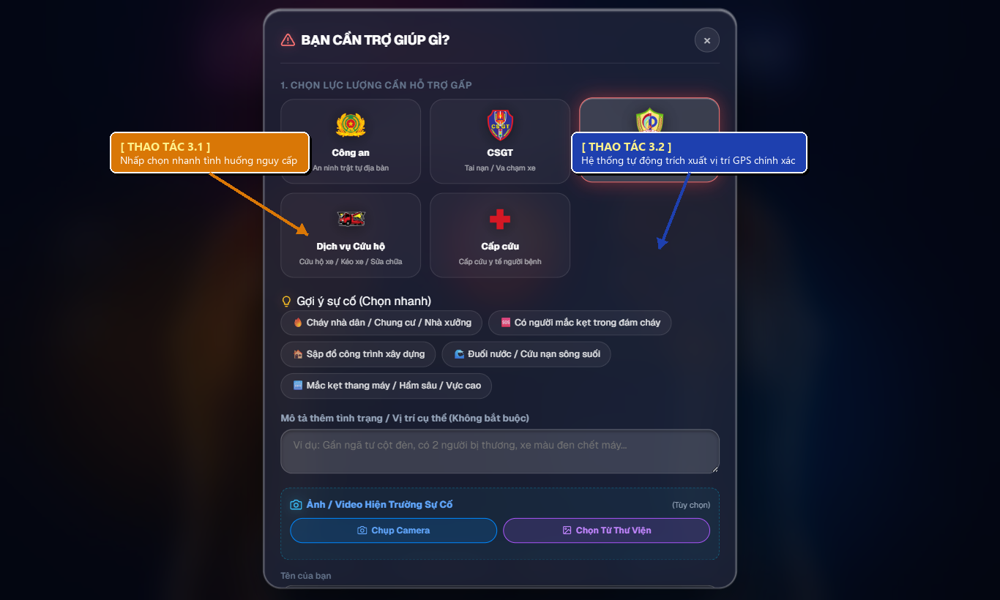 BẠN CẦN TRỢ GIÚP GÌ?
×
1. CHỌN LỰC LƯỢNG CẦN HỖ TRỢ GẤP
CSGT
[ THAO TÁC 3.1 ]
Nhấp chọn nhanh tình huống nguy cấp
Công an
An ninh trật tự địa bàn
CSGT
Tai nạn / Va chạm xe
[ THAO TÁC 3.2 ]
Hệ thống tự động trích xuất vị trí GPS chính xác
Dịch vụ Cứu hộ
Cứu hộ xe / Kéo xe / Sửa chữa
Cấp cứu
Cấp cứu y tế người bệnh
Gợi ý sự cố (Chọn nhanh)
Cháy nhà dân / Chung cư / Nhà xưởng
SOS Có người mắc kẹt trong đám cháy
Sập đổ công trình xây dựng
Đuối nước / Cứu nạn sông suối
Mắc kẹt thang máy / Hầm sâu / Vực cao
Mô tả thêm tình trạng / Vị trí cụ thể (Không bắt buộc)
Ví dụ: Gần ngã tư cột đèn, có 2 người bị thương, xe màu đen chết máy...
Ảnh / Video Hiện Trường Sự Cố
(Tùy chọn)
Chụp Camera
Chọn Từ Thư Viện
Tên của bạn